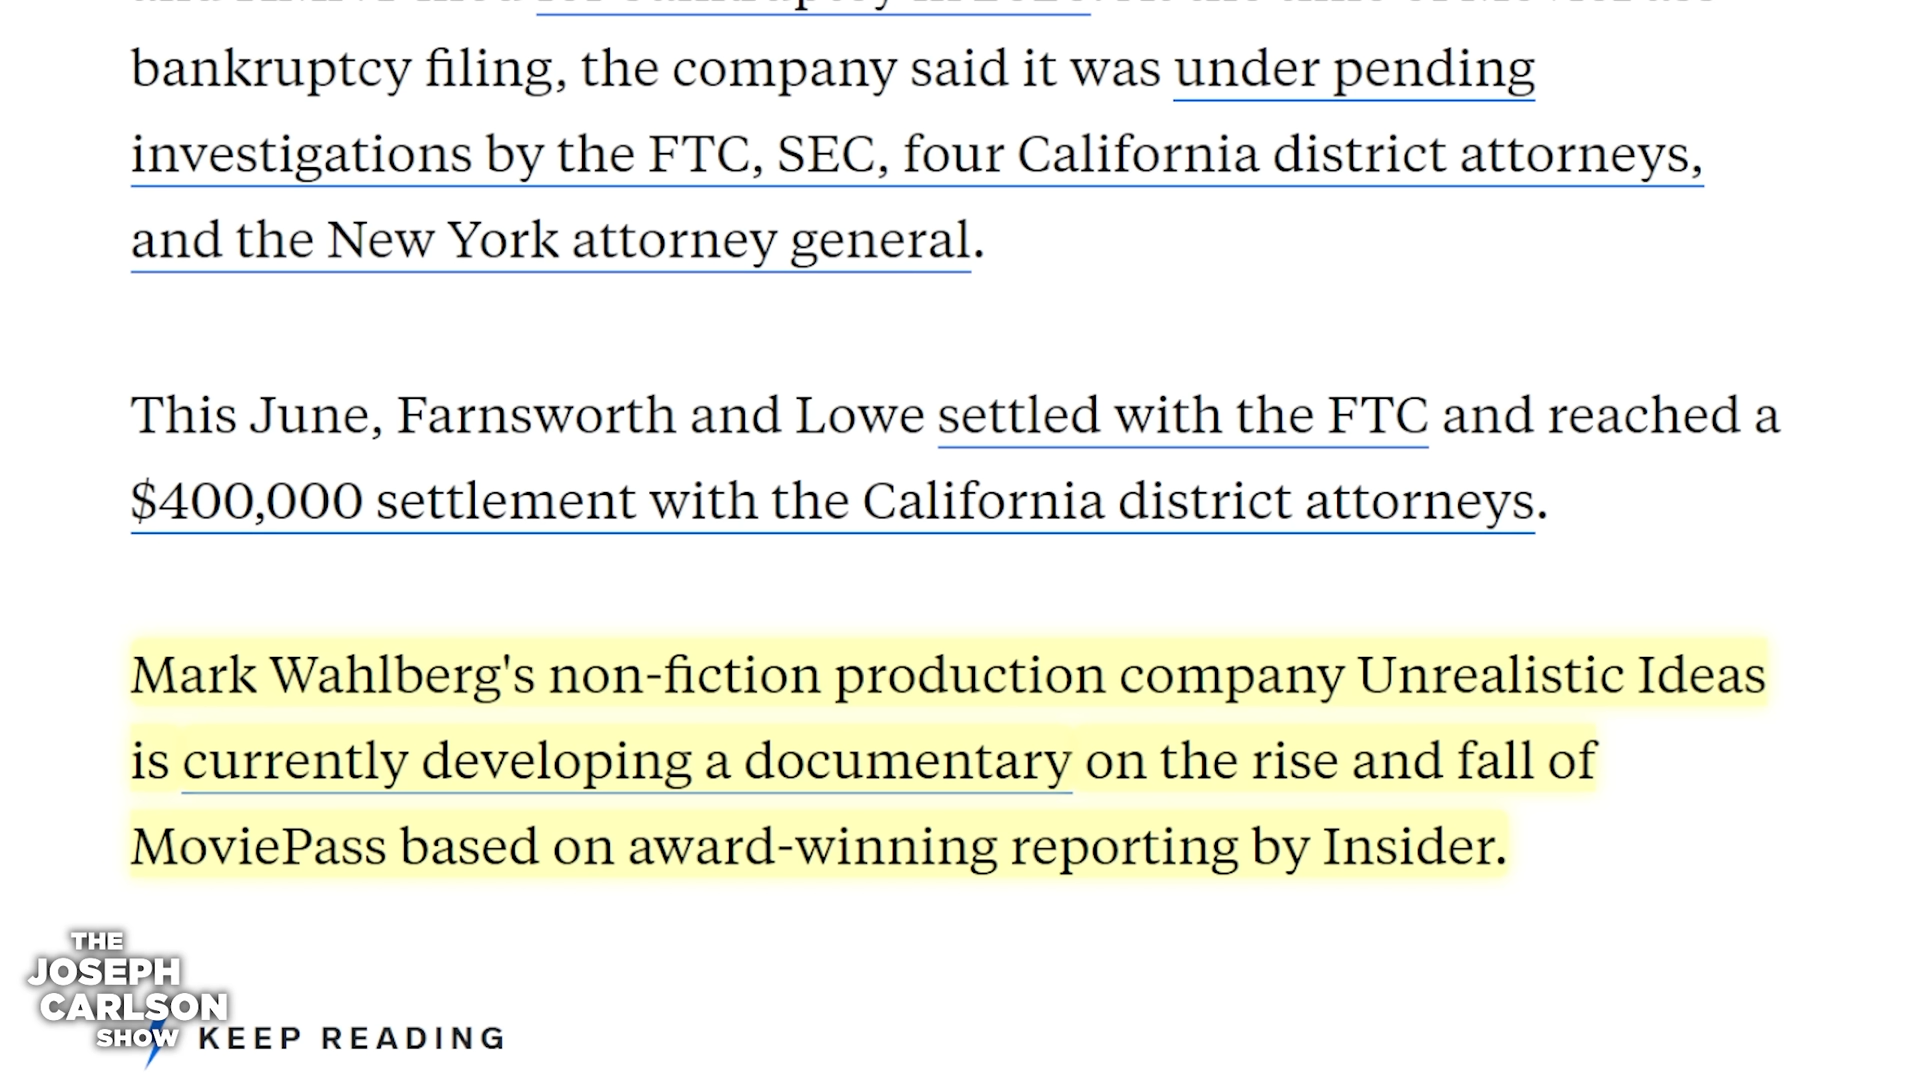 bankruptcy filing, the company said it was under pending
investigations by the FTC, SEC, four California district attorneys,
and the New York attorney general.
This June, Farnsworth and Lowe settled with the FTC and reached a
$400,000 settlement with the California district attorneys.
Mark Wahlberg's non-fiction production company Unrealistic Ideas
is currently developing a documentary on the rise and fall of
MoviePass based on award-winning reporting by Insider.
THE
JOSEPH
CARLSON
SHOW
KEEP READING